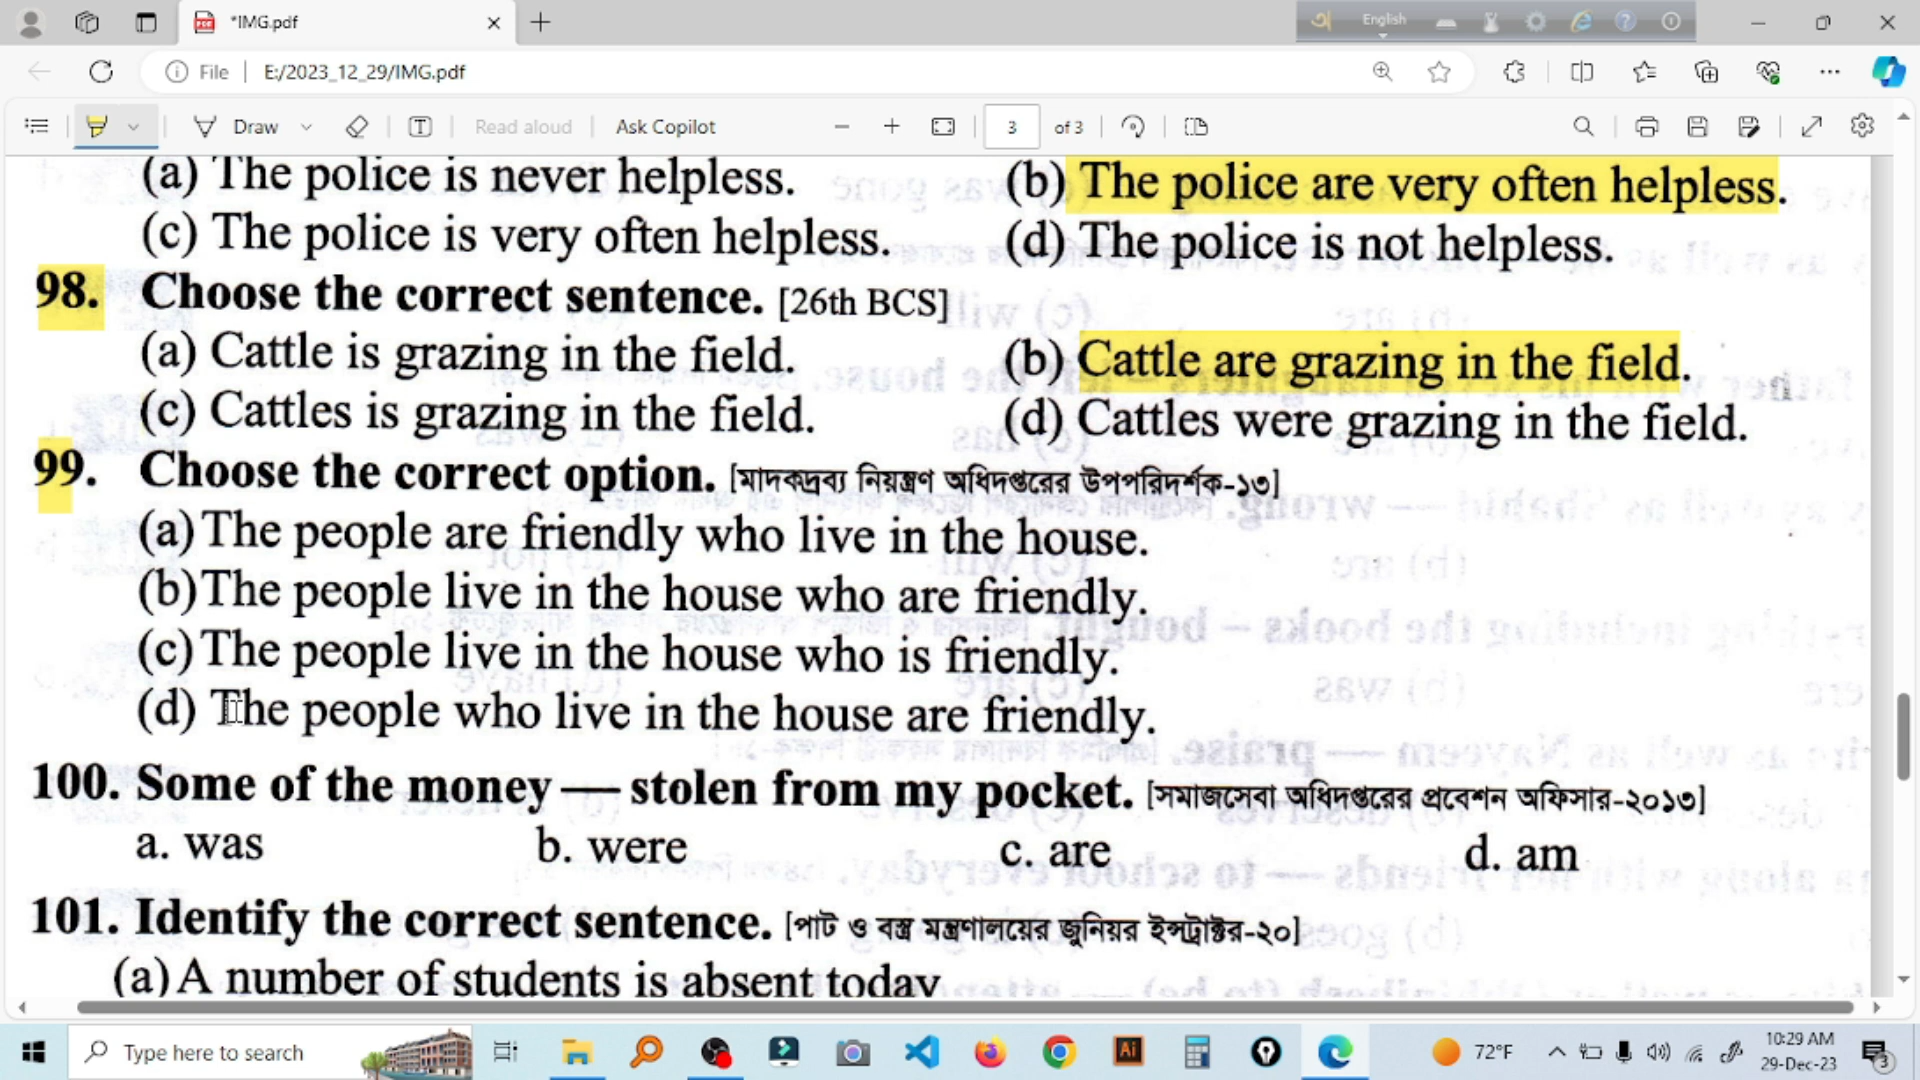 *IMG.pdf
English
File
E:/2023_12_29/IMG.pdf
Draw
Read aloud
Ask Copilot
3
of 3
(a) The police is never helpless.
(b) The police are very often helpless.
(c) The police is very often helpless.
(d) The police is not helpless.
98. Choose the correct sentence. [26th BCS]
(a) Cattle is grazing in the field.
(b) Cattle are grazing in the field.
(c) Cattles is grazing in the field.
(d) Cattles were grazing in the field.
99. Choose the correct option. [মাদকদ্রব্য নিয়ন্ত্রণ অধিদপ্তরের উপপরিদর্শক-১৩]
(a) The people are friendly who live in the house.
(b) The people live in the house who are friendly.
(c) The people live in the house who is friendly.
(d) The people who live in the house are friendly.
100. Some of the money — stolen from my pocket. [সমাজসেবা অধিদপ্তরের প্রবেশন অফিসার-২০১৩]
a. was
b. were
c. are
d. am
101. Identify the correct sentence. [পাট ও বস্ত্র মন্ত্রণালয়ের জুনিয়র ইন্সট্রাক্টর-২০]
(a) A number of students is absent today
Type here to search
72°F
10:29 AM
29-Dec-23
3